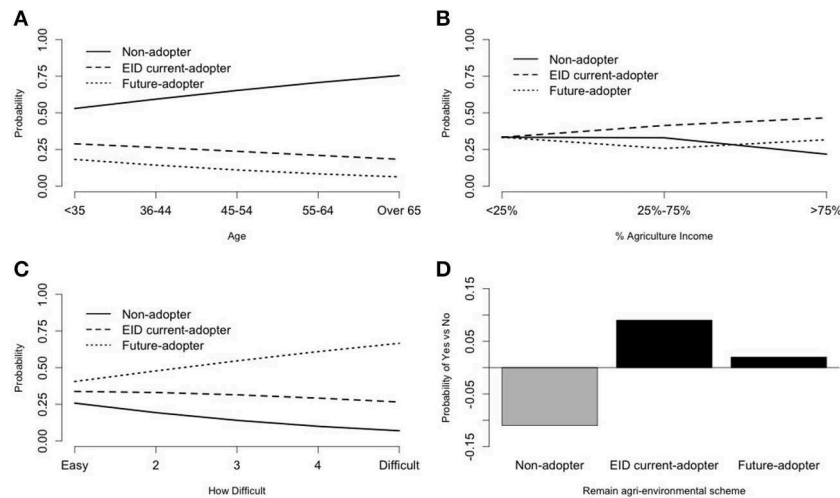 A
Probability
0.00 0.25 0.50 0.75 1.00
Non-adopter
EID current-adopter
Future-adopter
<35 36-44 45-54 55-64 Over 65
Age
B
Probability
0.00 0.25 0.50 0.75 1.00
Non-adopter
EID current-adopter
Future-adopter
<25% 25%-75% >75%
% Agriculture Income
C
Probability
0.00 0.25 0.50 0.75 1.00
Non-adopter
EID current-adopter
Future-adopter
Easy 2 3 4 Difficult
How Difficult
D
Probability of Yes vs No
-0.15 -0.05 0.05 0.15
Non-adopter EID current-adopter Future-adopter
Remain agri-environmental scheme